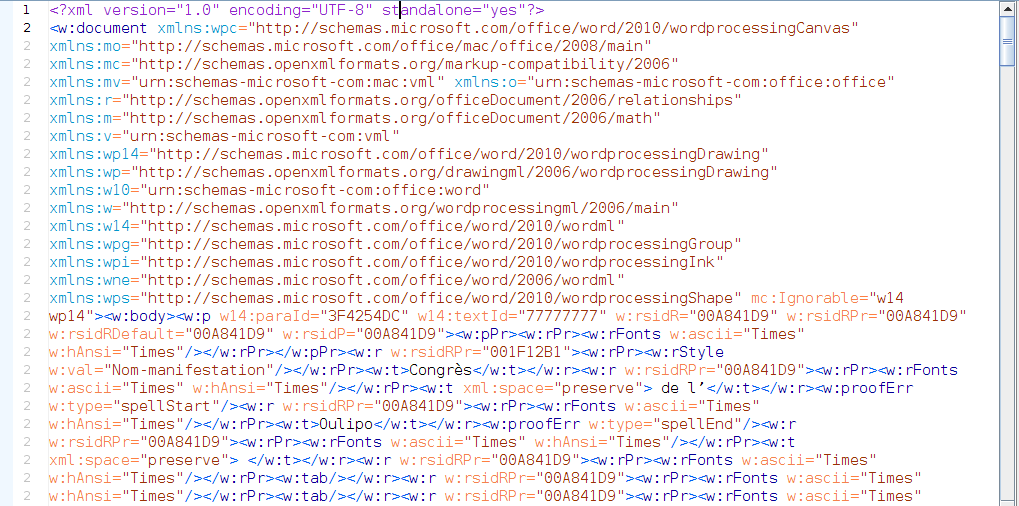 1 <?xml version="1.0" encoding="UTF-8" standalone="yes"?>
2 <w:document xmlns:wpc="http://schemas.microsoft.com/office/word/2010/wordprocessingCanvas"
2 xmlns:mo="http://schemas.microsoft.com/office/mac/office/2008/main"
2 xmlns:mc="http://schemas.openxmlformats.org/markup-compatibility/2006"
2 xmlns:mv="urn:schemas-microsoft-com:mac:vml" xmlns:o="urn:schemas-microsoft-com:office:office"
2 xmlns:r="http://schemas.openxmlformats.org/officeDocument/2006/relationships"
2 xmlns:m="http://schemas.openxmlformats.org/officeDocument/2006/math"
2 xmlns:v="urn:schemas-microsoft-com:vml"
2 xmlns:wp14="http://schemas.microsoft.com/office/word/2010/wordprocessingDrawing"
2 xmlns:wp="http://schemas.openxmlformats.org/drawingml/2006/wordprocessingDrawing"
2 xmlns:w10="urn:schemas-microsoft-com:office:word"
2 xmlns:w="http://schemas.openxmlformats.org/wordprocessingml/2006/main"
2 xmlns:w14="http://schemas.microsoft.com/office/word/2010/wordml"
2 xmlns:wpg="http://schemas.microsoft.com/office/word/2010/wordprocessingGroup"
2 xmlns:wpi="http://schemas.microsoft.com/office/word/2010/wordprocessingInk"
2 xmlns:wne="http://schemas.microsoft.com/office/word/2006/wordml"
2 xmlns:wps="http://schemas.microsoft.com/office/word/2010/wordprocessingShape" mc:Ignorable="w14
2 wp14"><w:body><w:p w14:paraId="3F4254DC" w14:textId="77777777" w:rsidR="00A841D9" w:rsidRPr="00A841D9"
2 w:rsidRDefault="00A841D9" w:rsidP="00A841D9"><w:pPr><w:rPr><w:rFonts w:ascii="Times"
2 w:hAnsi="Times"/></w:rPr></w:pPr><w:r w:rsidRPr="001F12B1"><w:rPr><w:rStyle
2 w:val="Nom-manifestation"/></w:rPr><w:t>Congrès</w:t></w:r><w:r w:rsidRPr="00A841D9"><w:rPr><w:rFonts
2 w:ascii="Times" w:hAnsi="Times"/></w:rPr><w:t xml:space="preserve"> de l’</w:t></w:r><w:proofErr
2 w:type="spellStart"/><w:r w:rsidRPr="00A841D9"><w:rPr><w:rFonts w:ascii="Times"
2 w:hAnsi="Times"/></w:rPr><w:t>Oulipo</w:t></w:r><w:proofErr w:type="spellEnd"/><w:r
2 w:rsidRPr="00A841D9"><w:rPr><w:rFonts w:ascii="Times" w:hAnsi="Times"/></w:rPr><w:t
2 xml:space="preserve"> </w:t></w:r><w:r w:rsidRPr="00A841D9"><w:rPr><w:rFonts w:ascii="Times"
2 w:hAnsi="Times"/></w:rPr><w:tab/></w:r><w:r w:rsidRPr="00A841D9"><w:rPr><w:rFonts w:ascii="Times"
2 w:hAnsi="Times"/></w:rPr><w:tab/></w:r><w:r w:rsidRPr="00A841D9"><w:rPr><w:rFonts w:ascii="Times"